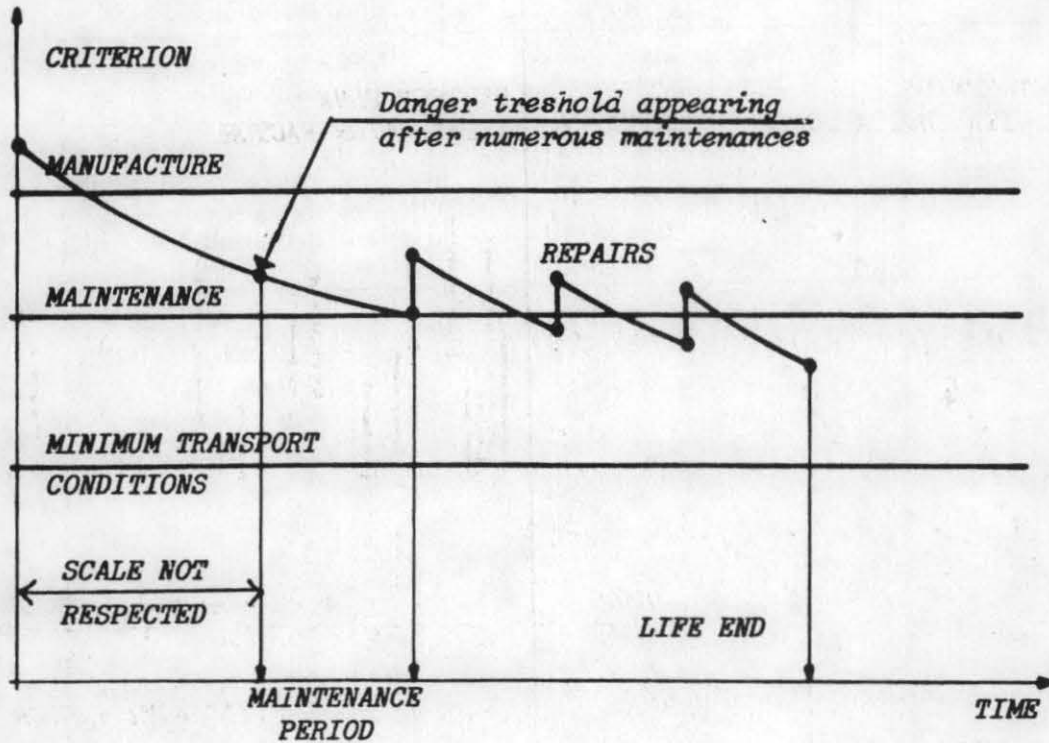 CRITERION
Danger treshold appearing
after numerous maintenances
MANUFACTURE
REPAIRS
MAINTENANCE
MINIMUM TRANSPORT
CONDITIONS
SCALE NOT
RESPECTED
LIFE END
MAINTENANCE
PERIOD
TIME